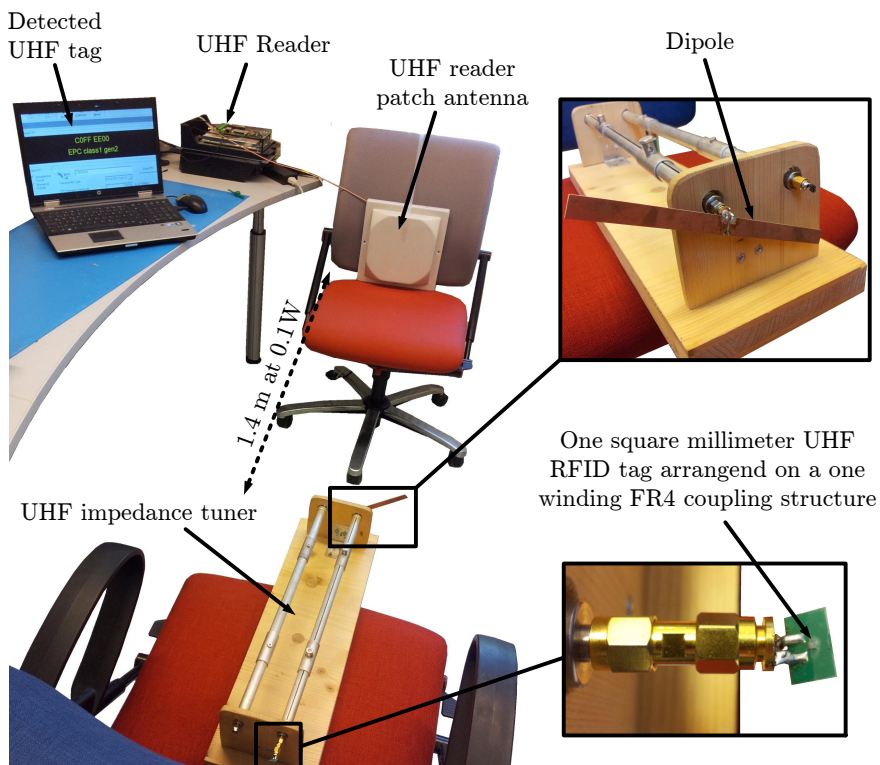 Detected
UHF tag
UHF Reader
UHF reader
patch antenna
Dipole
C0FF EE00
EPC class1 gen2
1.4 m at 0.1W
One square millimeter UHF
RFID tag arrangend on a one
winding FR4 coupling structure
UHF impedance tuner